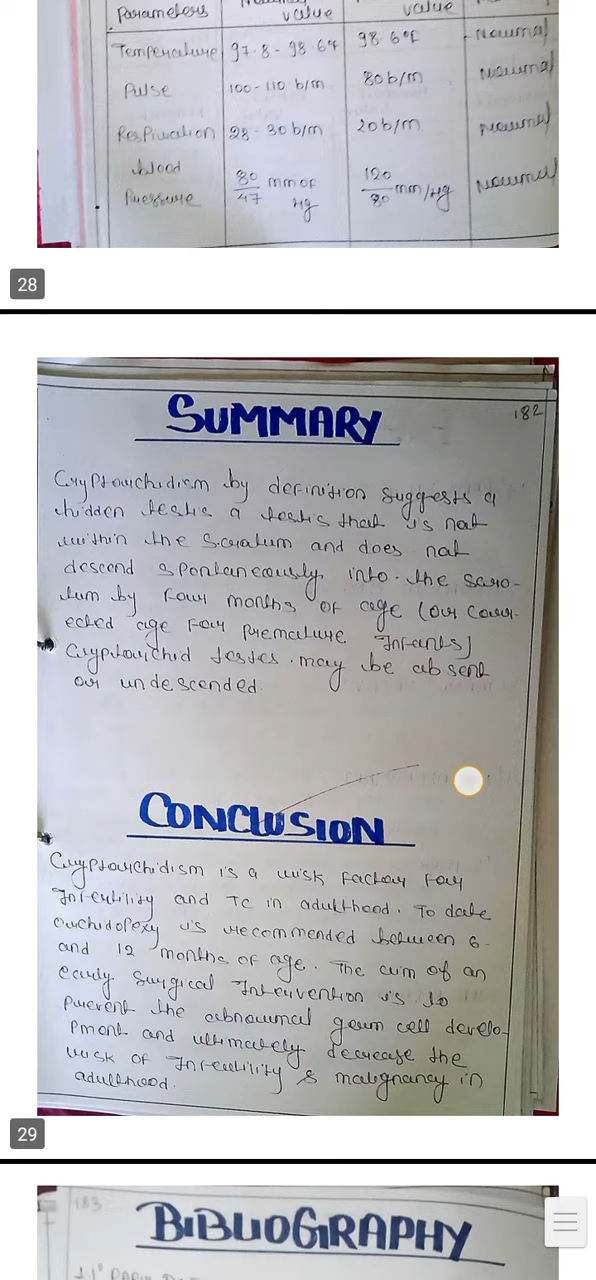 Parameters
value
value
Temperature 97.8 - 98.6°F 98.6°F Normal
Pulse 100-110 b/m 80 b/m Normal
Respiration 28 - 30 b/m 20 b/m Normal
blood
Pressure 80/47 mm of Hg 120/80 mm/Hg Normal
28
182
SUMMARY
Cryptorchidism by definition suggests a
hidden testis a testis that is not
within the Scrotum and does not
descend spontaneously into the scro-
tum by Four months of age (or corr-
ected age For Premature Infants)
Cryptorchid testes may be absent
or undescended.
CONCLUSION
Cryptorchidism is a risk Factor For
Infertility and TC in adulthood. To date
Orchidopexy is recommended between 6-
and 12 months of age. The aim of an
early Surgical Intervention is to
Prevent the abnormal germ cell develo-
pment and ultimately decrease the
risk of Infertility & malignancy in
adulthood.
29
183
BIBLIOGRAPHY